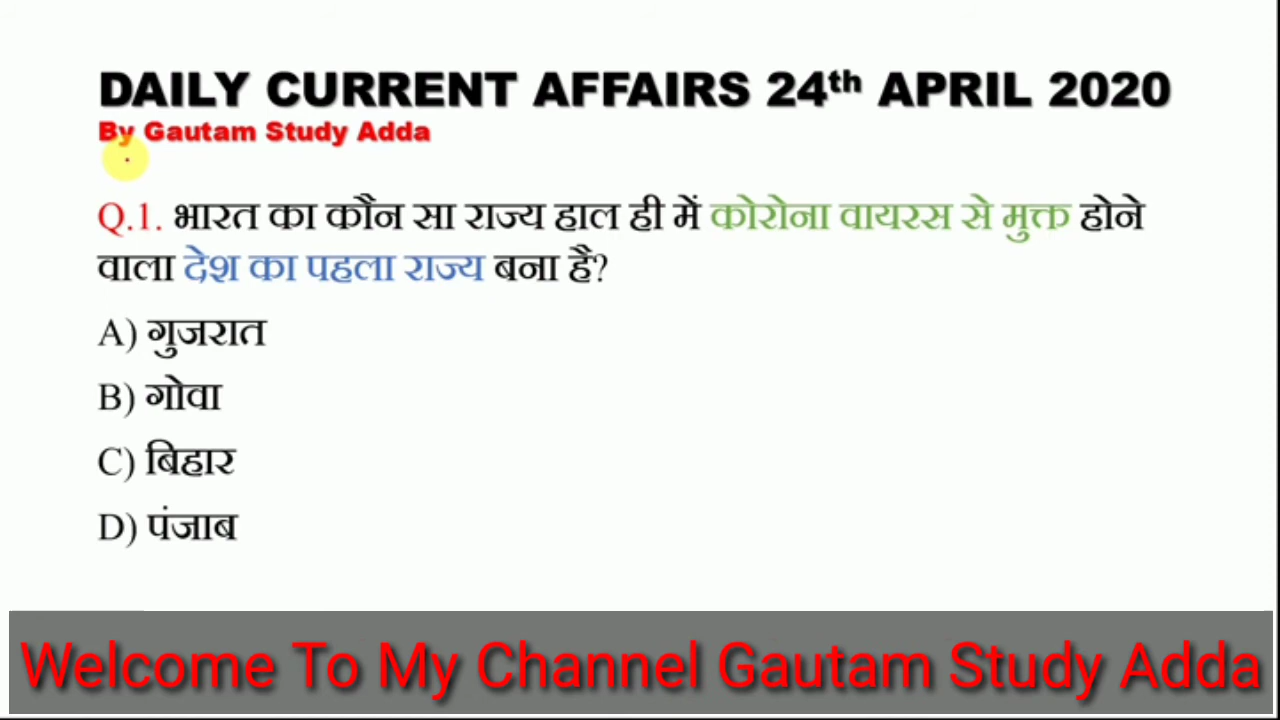 DAILY CURRENT AFFAIRS 24th APRIL 2020
By Gautam Study Adda
Q.1. भारत का कौन सा राज्य हाल ही में कोरोना वायरस से मुक्त होने
वाला देश का पहला राज्य बना है?
A) गुजरात
B) गोवा
C) बिहार
D) पंजाब
Welcome To My Channel Gautam Study Adda